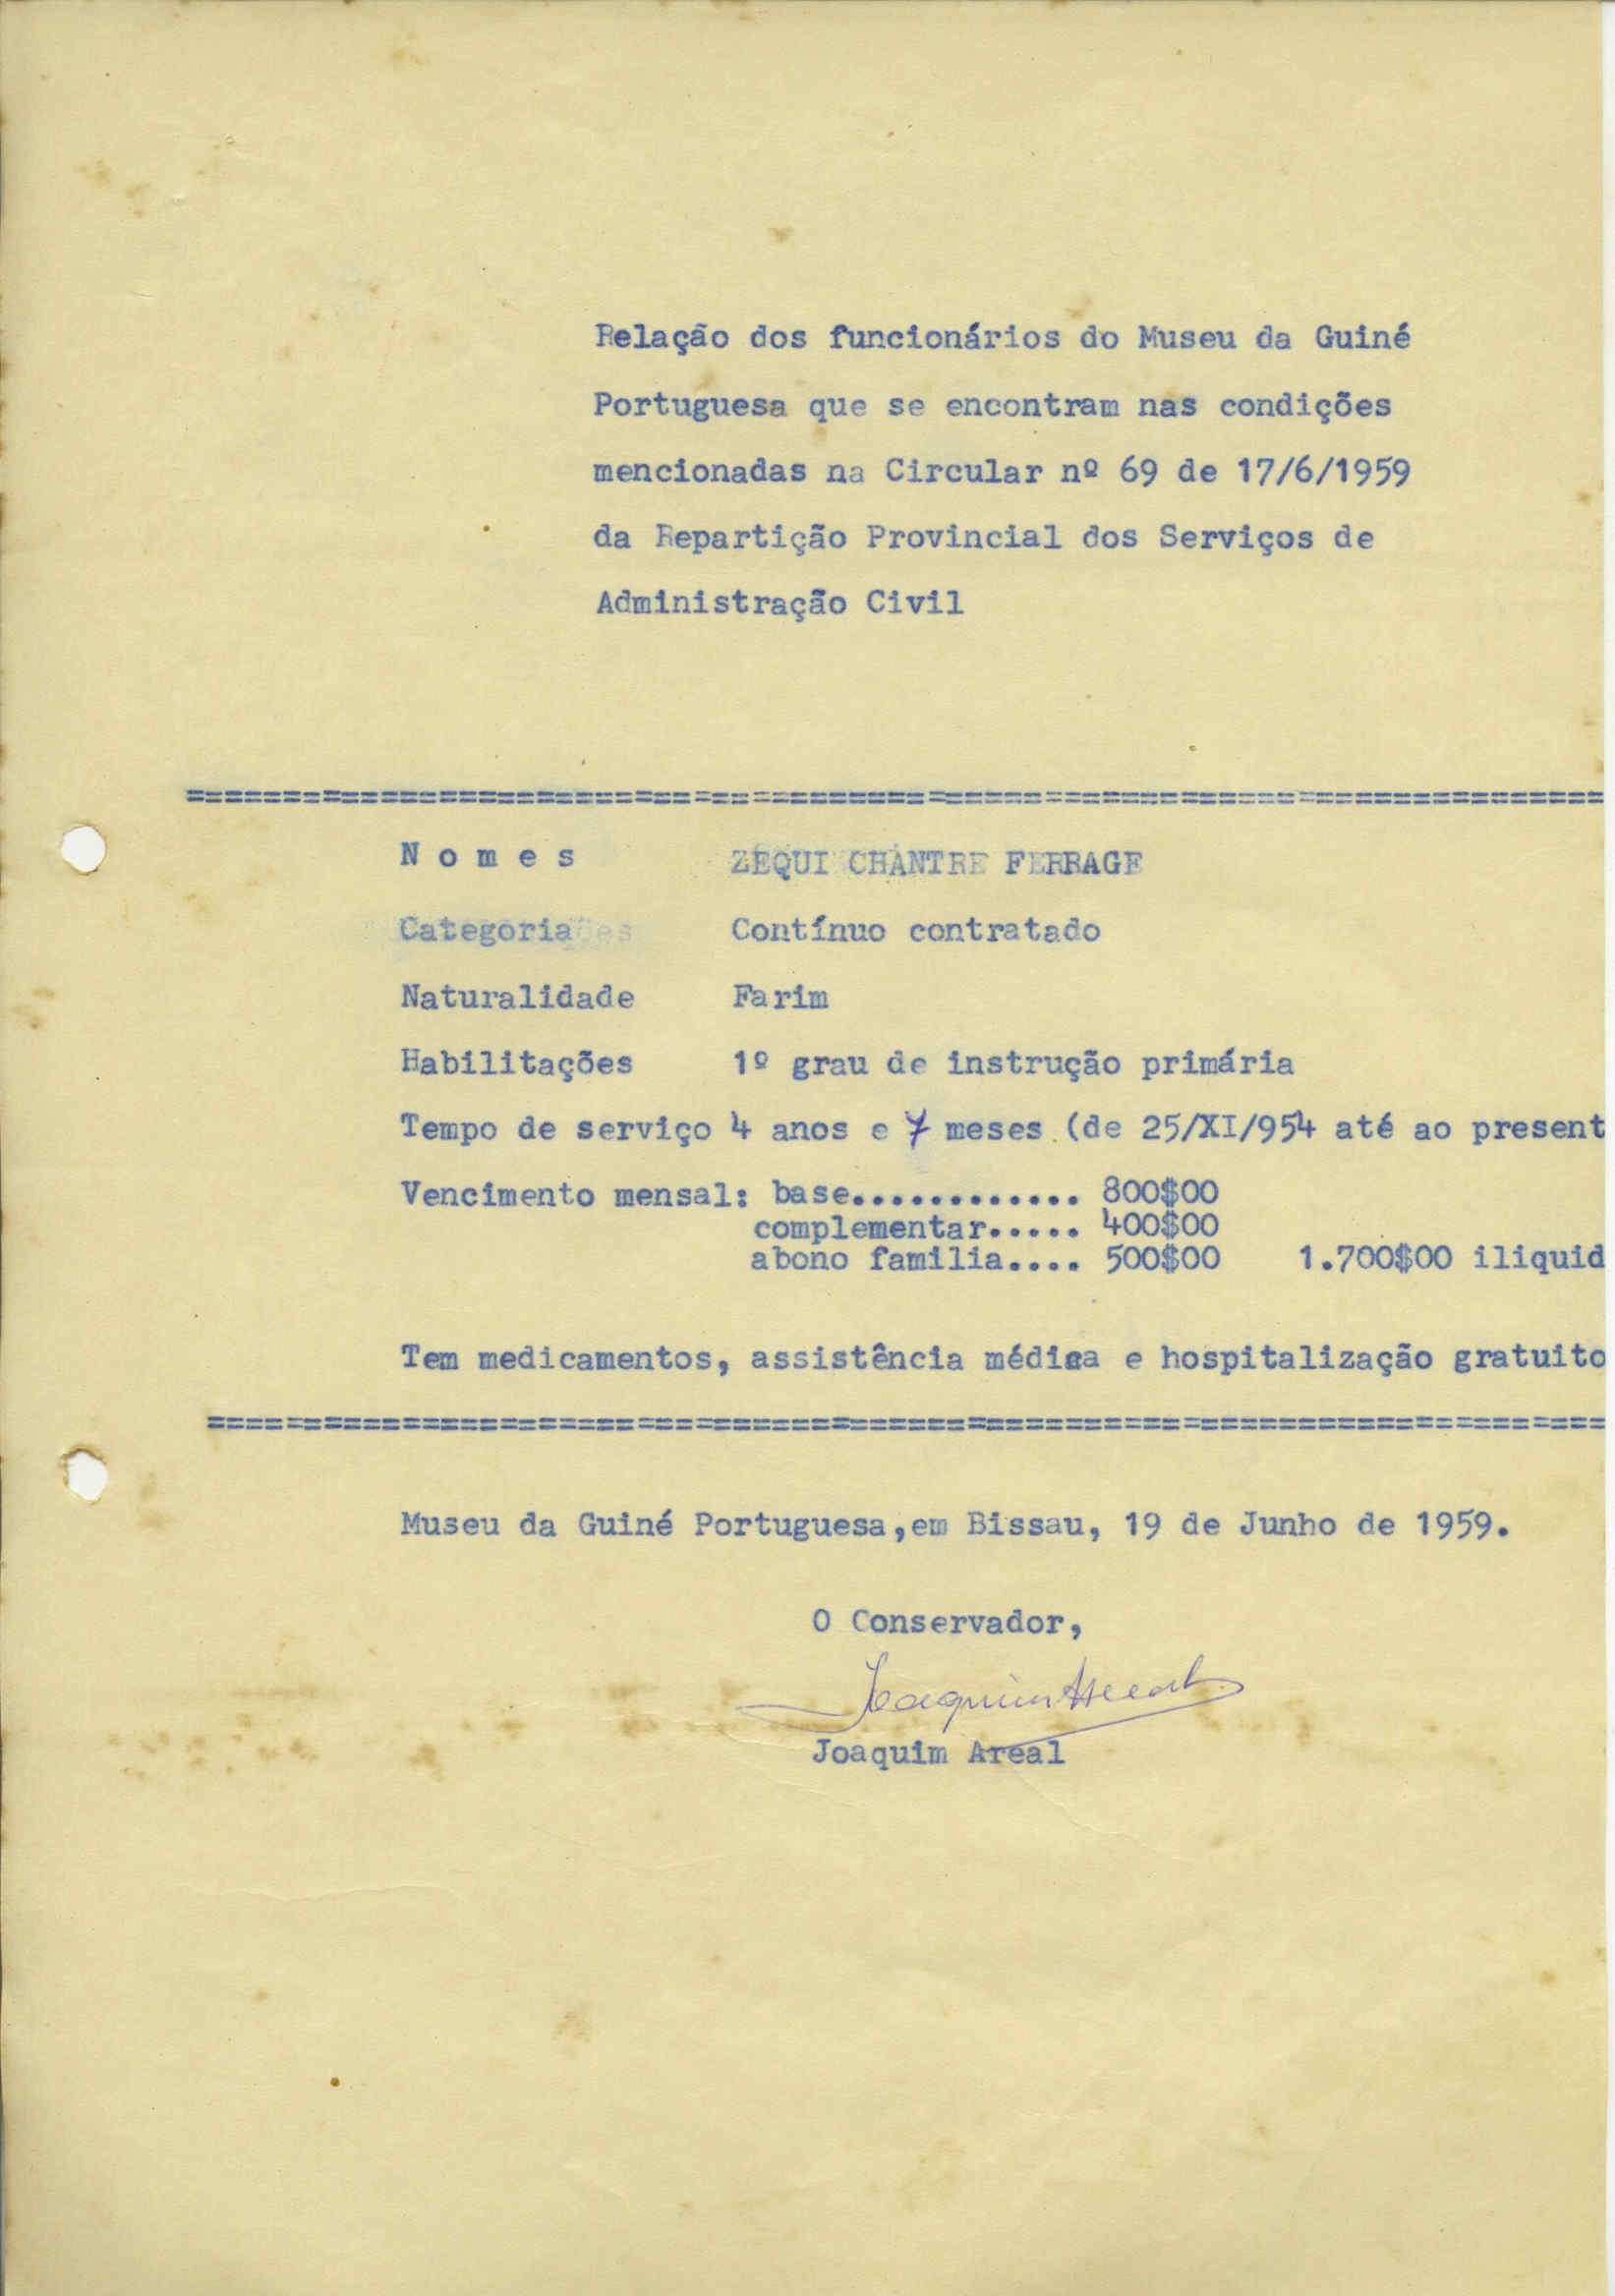 Relação dos funcionários do Museu da Guiné
Portuguesa que se encontram nas condições
mencionadas na Circular nº 69 de 17/6/1959
da Repartição Provincial dos Serviços de
Administração Civil
==========================================================================
N o m e s ZÉQUI CHANTRE FERRAGE
Categoria Contínuo contratado
Naturalidade Farim
Habilitações 1º grau de instrução primária
Tempo de serviço 4 anos e 7 meses (de 25/XI/954 até ao present
Vencimento mensal: base............ 800$00
complementar..... 400$00
abono familia.... 500$00 1.700$00 iliquid
Tem medicamentos, assistência médica e hospitalização gratuito
==========================================================================
Museu da Guiné Portuguesa,em Bissau, 19 de Junho de 1959.
O Conservador,
Joaquim Areal
Joaquim Areal